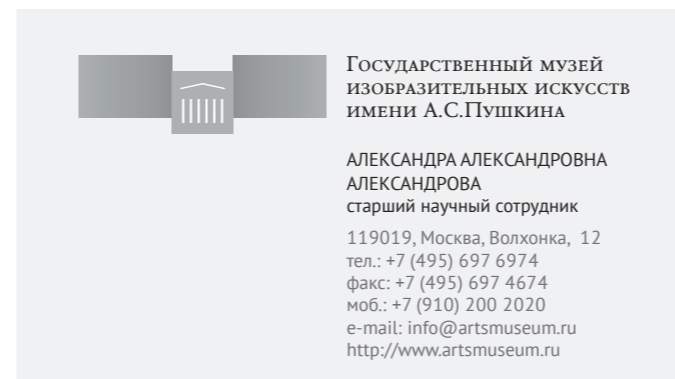 Государственный музей
изобразительных искусств
имени А.С.Пушкина
АЛЕКСАНДРА АЛЕКСАНДРОВНА
АЛЕКСАНДРОВА
старший научный сотрудник
119019, Москва, Волхонка, 12
тел.: +7 (495) 697 6974
факс: +7 (495) 697 4674
моб.: +7 (910) 200 2020
e-mail: info@artsmuseum.ru
http://www.artsmuseum.ru